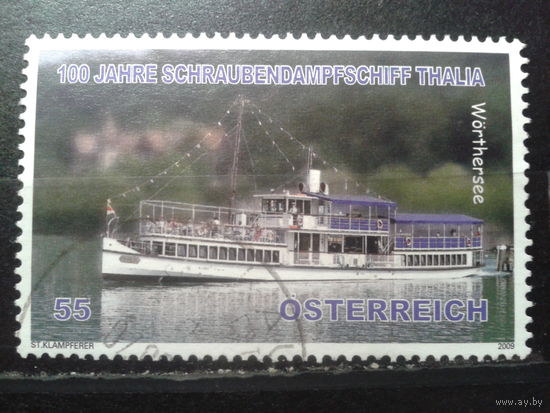 100 JAHRE SCHRAUBENDAMPFSCHIFF THALIA
Wörthersee
55
ÖSTERREICH
ST.KLAMPFERER
2009
www.ay.by